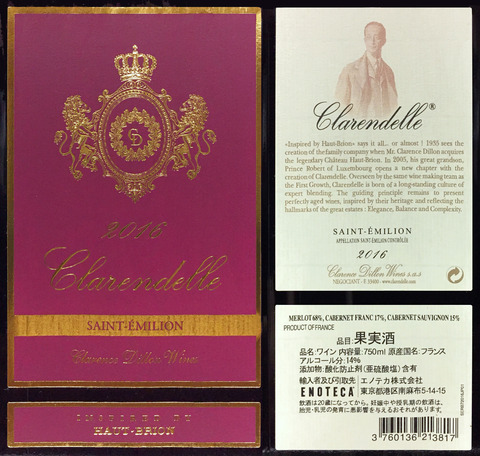 CD
2016
Clarendelle
SAINT-ÉMILION
Clarence Dillon Wines
INSPIRED BY
HAUT-BRION
Clarendelle®
«Inspired by Haut-Brion» says it all... or almost ! 1935 sees the
creation of the family company when Mr. Clarence Dillon acquires
the legendary Château Haut-Brion. In 2005, his great grandson,
Prince Robert of Luxembourg opens a new chapter with the
creation of Clarendelle. Overseen by the same wine making team as
the First Growth, Clarendelle is born of a long-standing culture of
expert blending. The guiding principle remains to present
perfectly aged wines, inspired by their heritage and reflecting the
hallmarks of the great estates : Elegance, Balance and Complexity.
SAINT-ÉMILION
APPELLATION SAINT-ÉMILION CONTRÔLÉE
2016
Clarence Dillon Wines s.a.s
NÉGOCIANT - F. 33400 - www.clarendelle.com
MERLOT 68%, CABERNET FRANC 17%, CABERNET SAUVIGNON 15%
PRODUCT OF FRANCE
品目:果実酒
品名:ワイン 内容量:750ml 原産国名:フランス
アルコール分:14%
添加物:酸化防止剤(亜硫酸塩)含有
輸入者及び引取先 エノテカ株式会社
ENOTECA 東京都港区南麻布5-14-15
飲酒は20歳になってから。妊娠中や授乳期の飲酒は、
胎児・乳児の発育に悪影響を与えるおそれがあります。
3 760136 213817